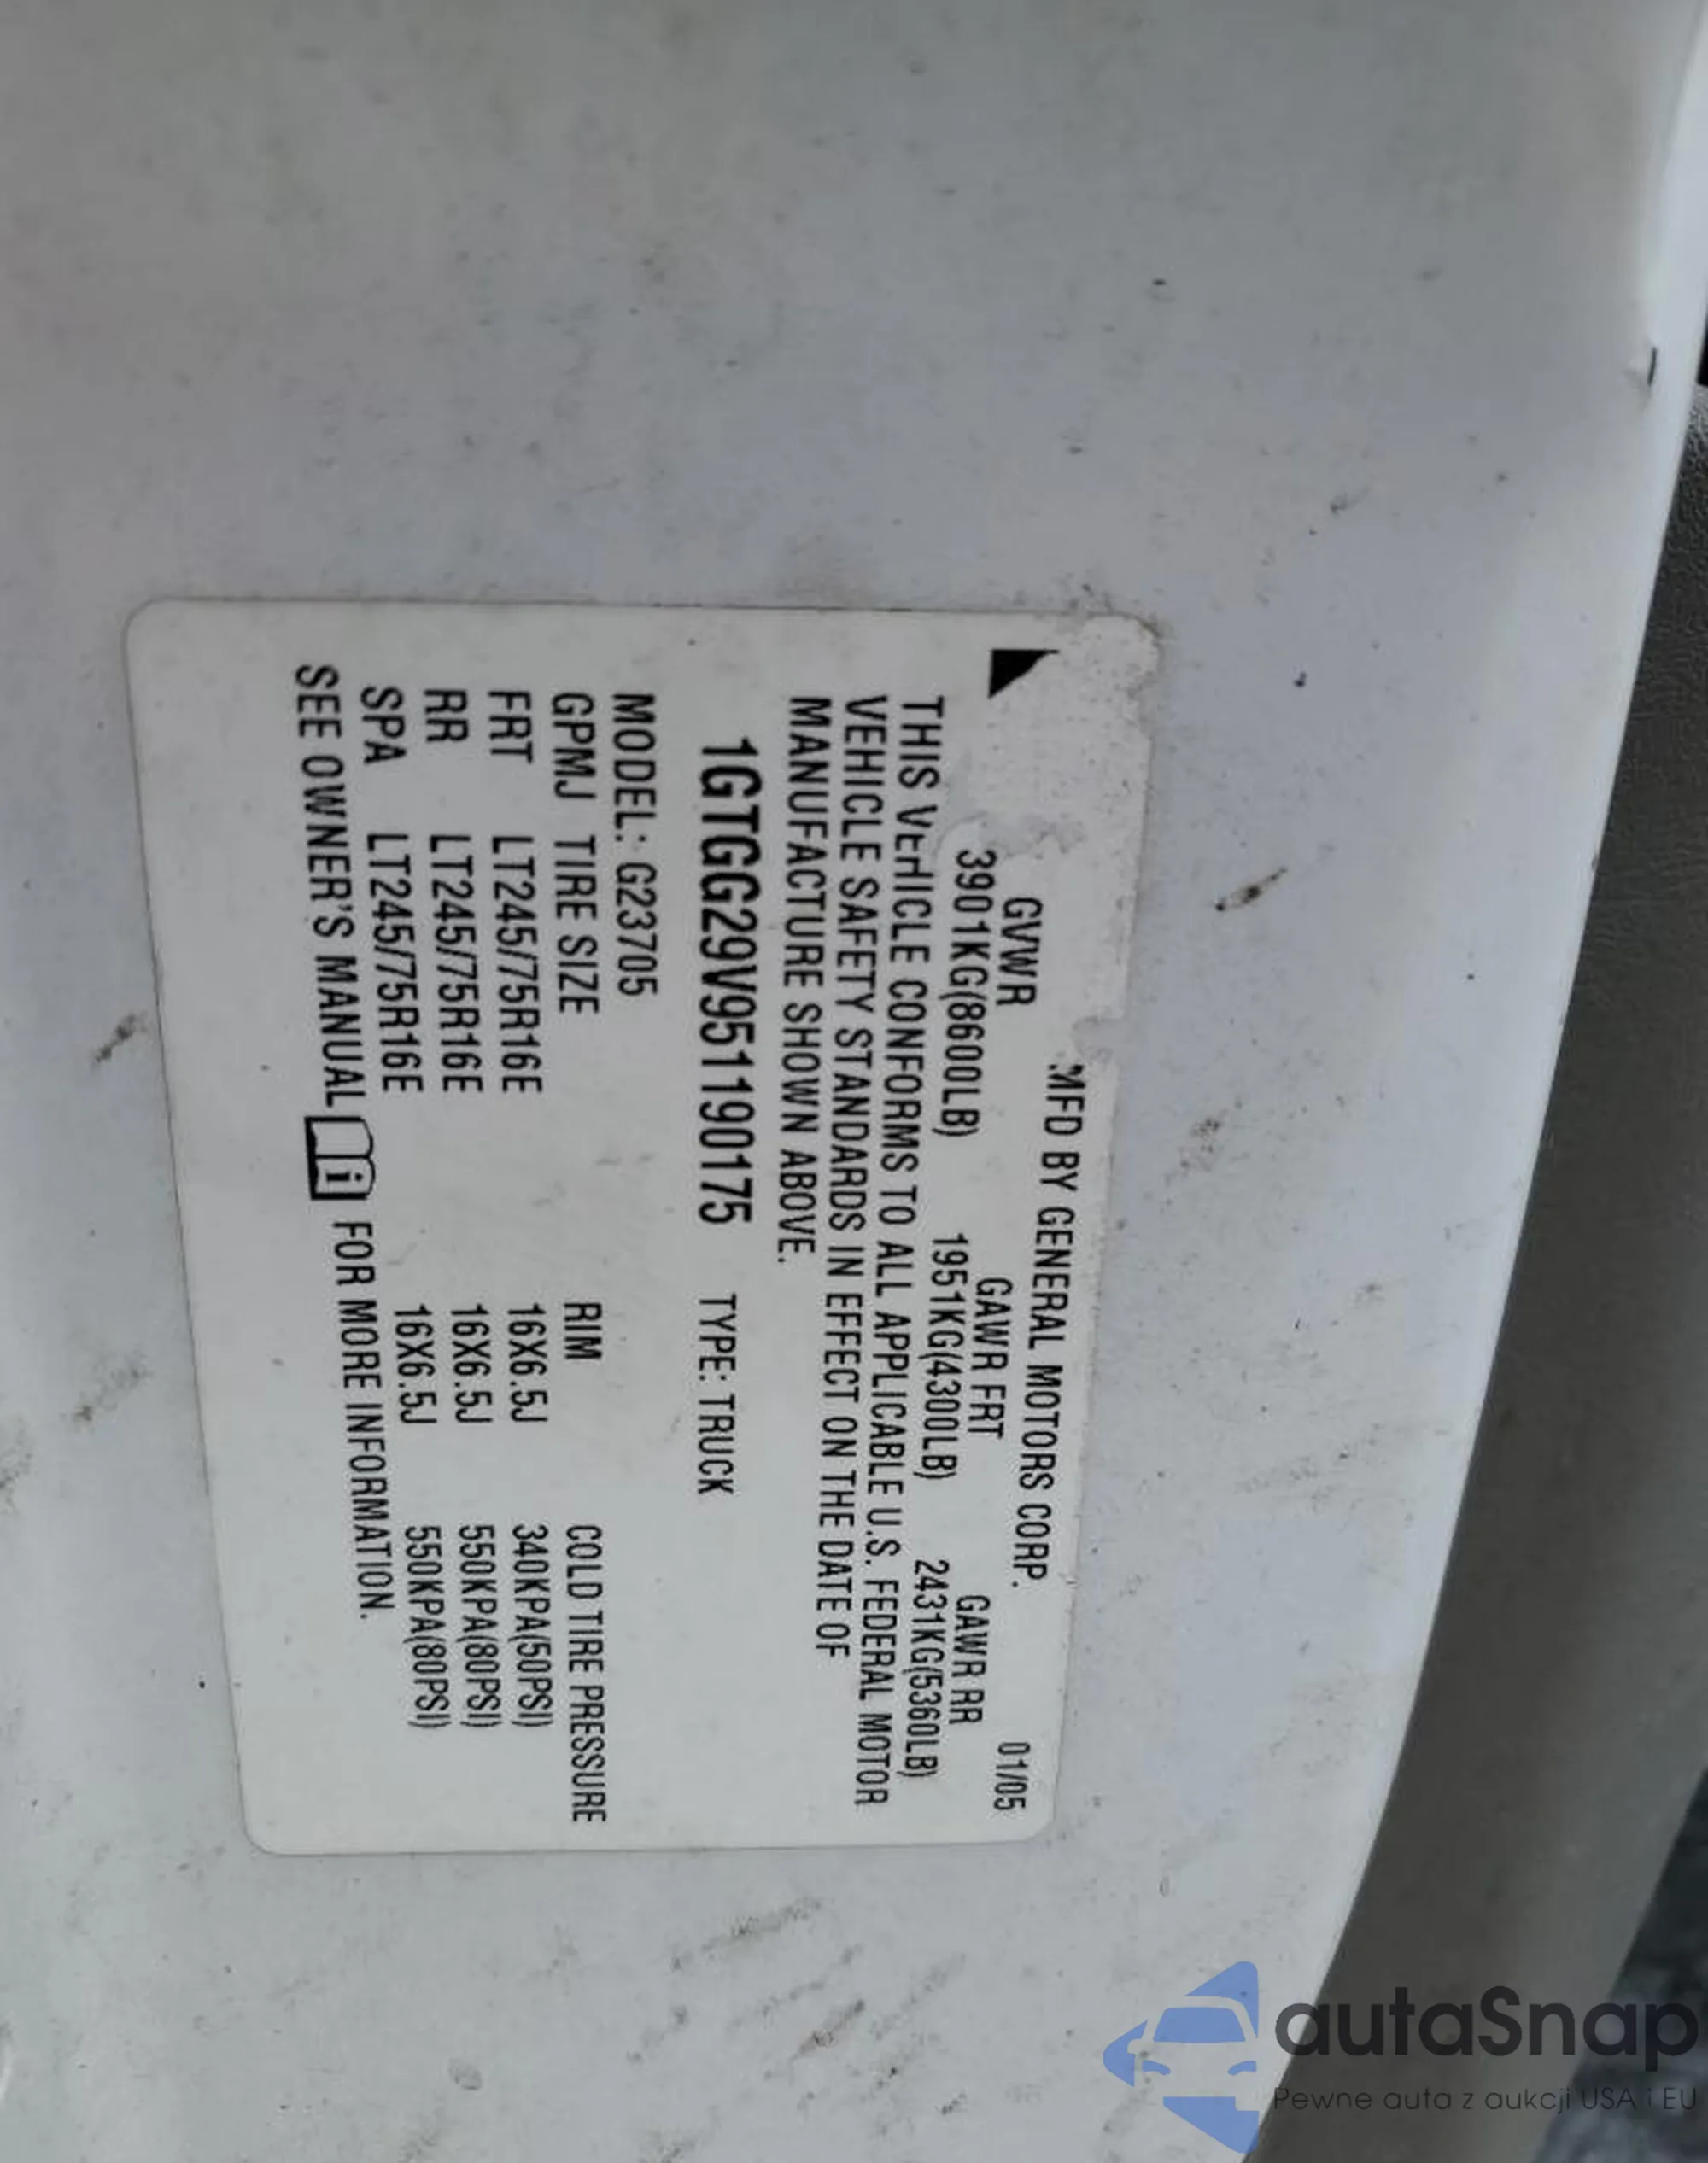 MFD BY GENERAL MOTORS CORP. 01/05
GVWR GAWR FRT GAWR RR
3901KG(8600LB) 1951KG(4300LB) 2431KG(5360LB)
THIS VEHICLE CONFORMS TO ALL APPLICABLE U.S. FEDERAL MOTOR
VEHICLE SAFETY STANDARDS IN EFFECT ON THE DATE OF
MANUFACTURE SHOWN ABOVE.
1GTGG29V951190175 TYPE: TRUCK
MODEL: G23705
GPMJ TIRE SIZE RIM COLD TIRE PRESSURE
FRT LT245/75R16E 16X6.5J 340KPA(50PSI)
RR LT245/75R16E 16X6.5J 550KPA(80PSI)
SPA LT245/75R16E 16X6.5J 550KPA(80PSI)
SEE OWNER'S MANUAL i FOR MORE INFORMATION.
autaSnap
Pewne auta z aukcji USA i EU